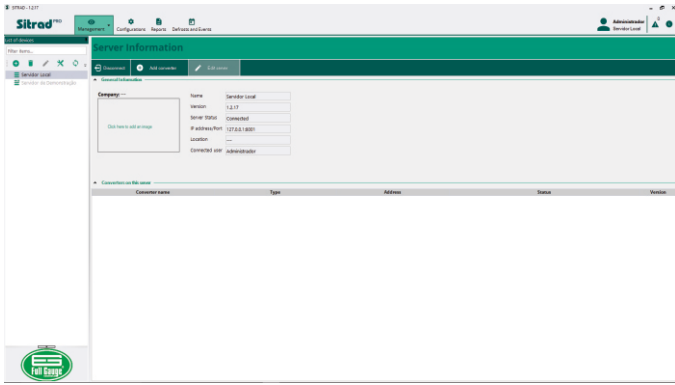 SITRAD - 1.2.17
Sitrad PRO
Management
Configurations
Reports
Defrosts and Events
Administrador
Servidor Local
List of devices
Filter items...
Servidor Local
Servidor de Demonstração
Server Information
Disconnect
Add converter
Edit server
General Information
Company: ---
Click here to add an image
Name Servidor Local
Version 1.2.17
Server Status Connected
IP address/Port 127.0.0.1:8001
Location ---
Connected user Administrador
Converters on this server
Converter name Type Address Status Version
Full Gauge